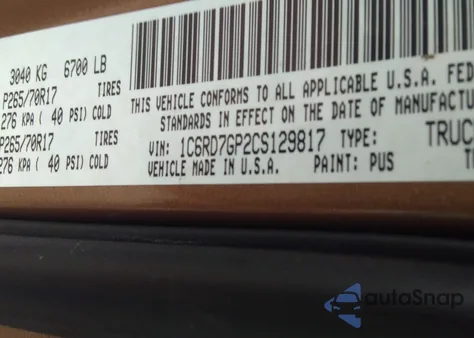 3040 KG 6700 LB
P265/70R17 TIRES
276 KPA ( 40 PSI) COLD
P265/70R17 TIRES
276 KPA ( 40 PSI) COLD
THIS VEHICLE CONFORMS TO ALL APPLICABLE U.S.A. FEDE
STANDARDS IN EFFECT ON THE DATE OF MANUFACTUR
VIN: 1C6RD7GP2CS129817 TYPE: TRUC
VEHICLE MADE IN U.S.A. PAINT: PUS
autoSnap